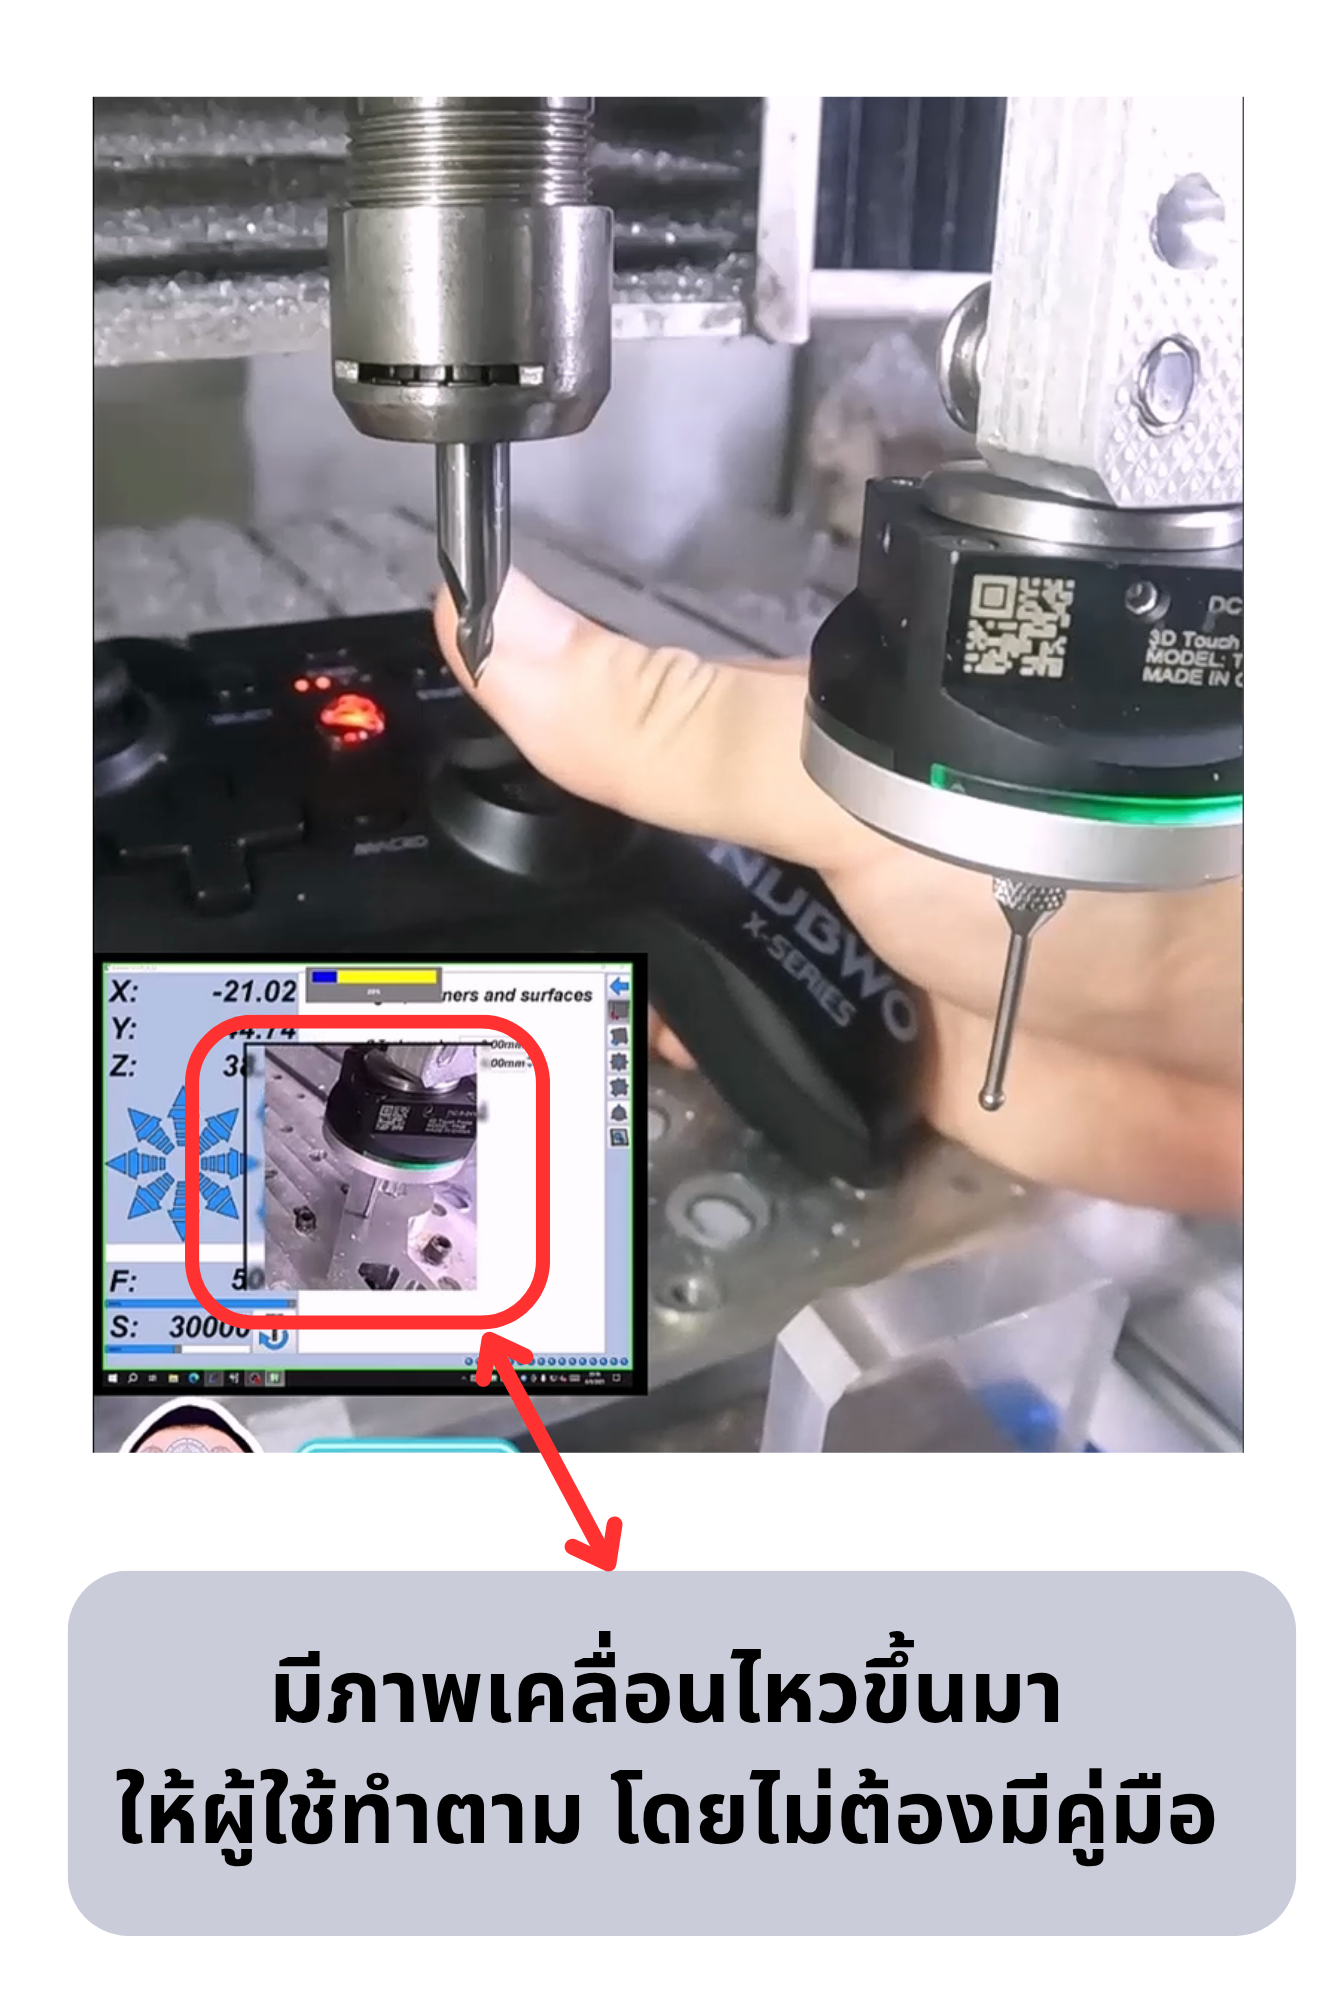 DC
3D Touch
MODEL: T
MADE IN C
NUBWO
X-SERIES
X: -21.02
ners and surfaces
Y: 44.74
Z: 38
.00mm
.00mm
F: 50
S: 30000
มีภาพเคลื่อนไหวขึ้นมา
ให้ผู้ใช้ทำตาม โดยไม่ต้องมีคู่มือ